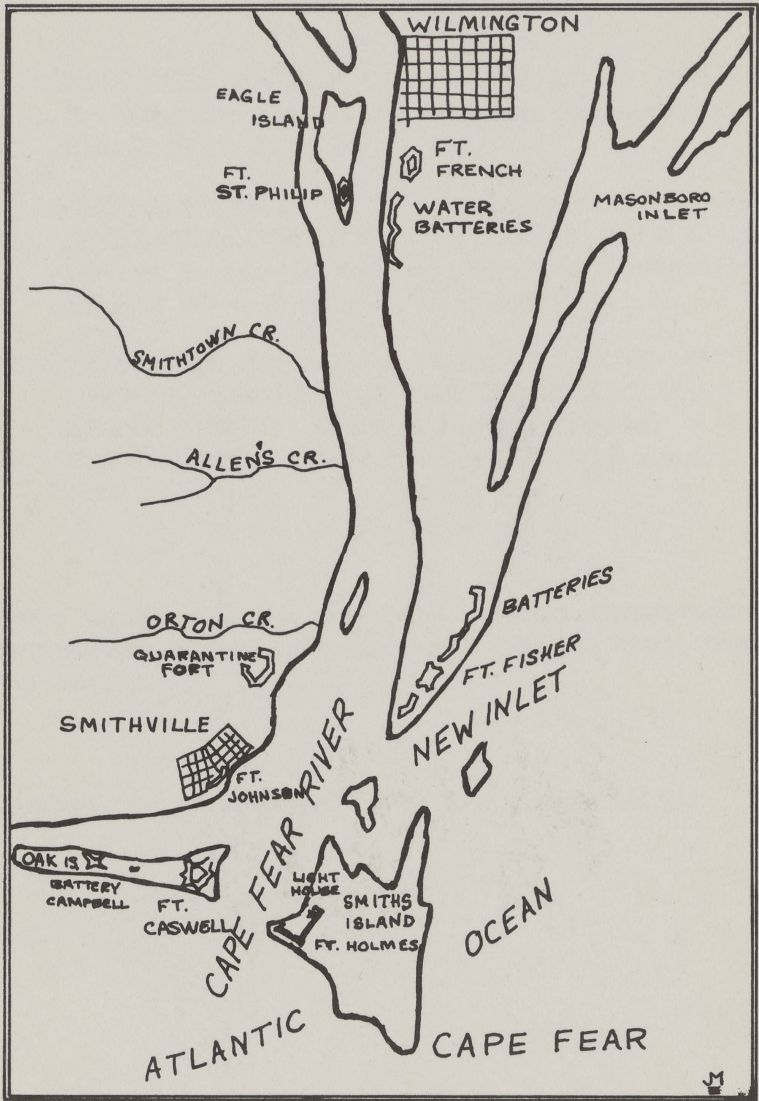 WILMINGTON
EAGLE
ISLAND
FT.
FRENCH
FT.
ST. PHILIP
WATER
BATTERIES
MASONBORO
INLET
SMITHTOWN CR.
ALLEN'S CR.
BATTERIES
ORTON CR.
QUARANTINE
FORT
FT. FISHER
NEW INLET
SMITHVILLE
FT.
JOHNSON
CAPE FEAR RIVER
OAK IS.
BATTERY
CAMPBELL
FT.
CASWELL
LIGHT
HOUSE
SMITHS
ISLAND
FT. HOLMES
OCEAN
ATLANTIC
CAPE FEAR